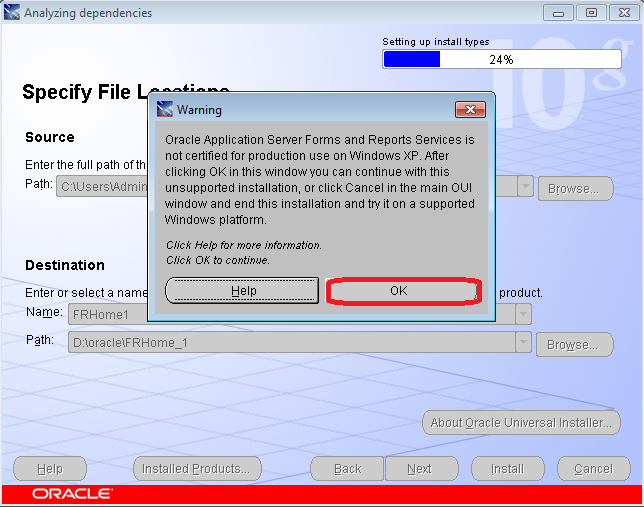 Analyzing dependencies
Setting up install types
24%
10g
Specify File Locations
Warning
Oracle Application Server Forms and Reports Services is
not certified for production use on Windows XP. After
clicking OK in this window you can continue with this
unsupported installation, or click Cancel in the main OUI
window and end this installation and try it on a supported
Windows platform.
Click Help for more information.
Click OK to continue.
Help
OK
Source
Enter the full path of th
Path:
C:\Users\Admin
Browse...
Destination
Enter or select a name
product.
Name:
FRHome1
Path:
D:\oracle\FRHome_1
Browse...
About Oracle Universal Installer...
Help
Installed Products...
Back
Next
Install
Cancel
ORACLE